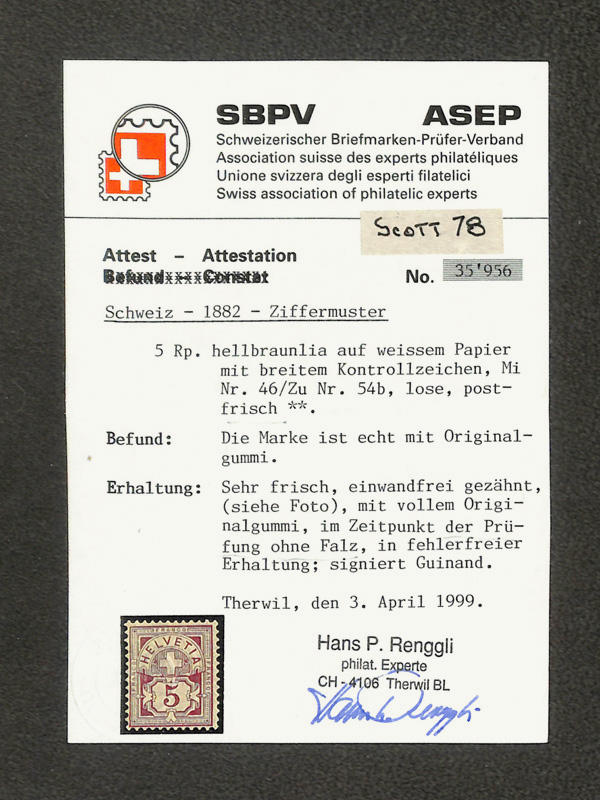 SBPV ASEP
Schweizerischer Briefmarken-Prüfer-Verband
Association suisse des experts philatéliques
Unione svizzera degli esperti filatelici
Swiss association of philatelic experts
SCOTT 78
Attest – Attestation
Befund – Constat
No. 35'956
Schweiz - 1882 - Ziffermuster
5 Rp. hellbraunlia auf weissem Papier
mit breitem Kontrollzeichen, Mi
Nr. 46/Zu Nr. 54b, lose, post-
frisch **.
Befund: Die Marke ist echt mit Original-
gummi.
Erhaltung: Sehr frisch, einwandfrei gezähnt,
(siehe Foto), mit vollem Origi-
nalgummi, im Zeitpunkt der Prü-
fung ohne Falz, in fehlerfreier
Erhaltung; signiert Guinand.
Therwil, den 3. April 1999.
HELVETIA
5
Hans P. Renggli
philat. Experte
CH - 4106 Therwil BL